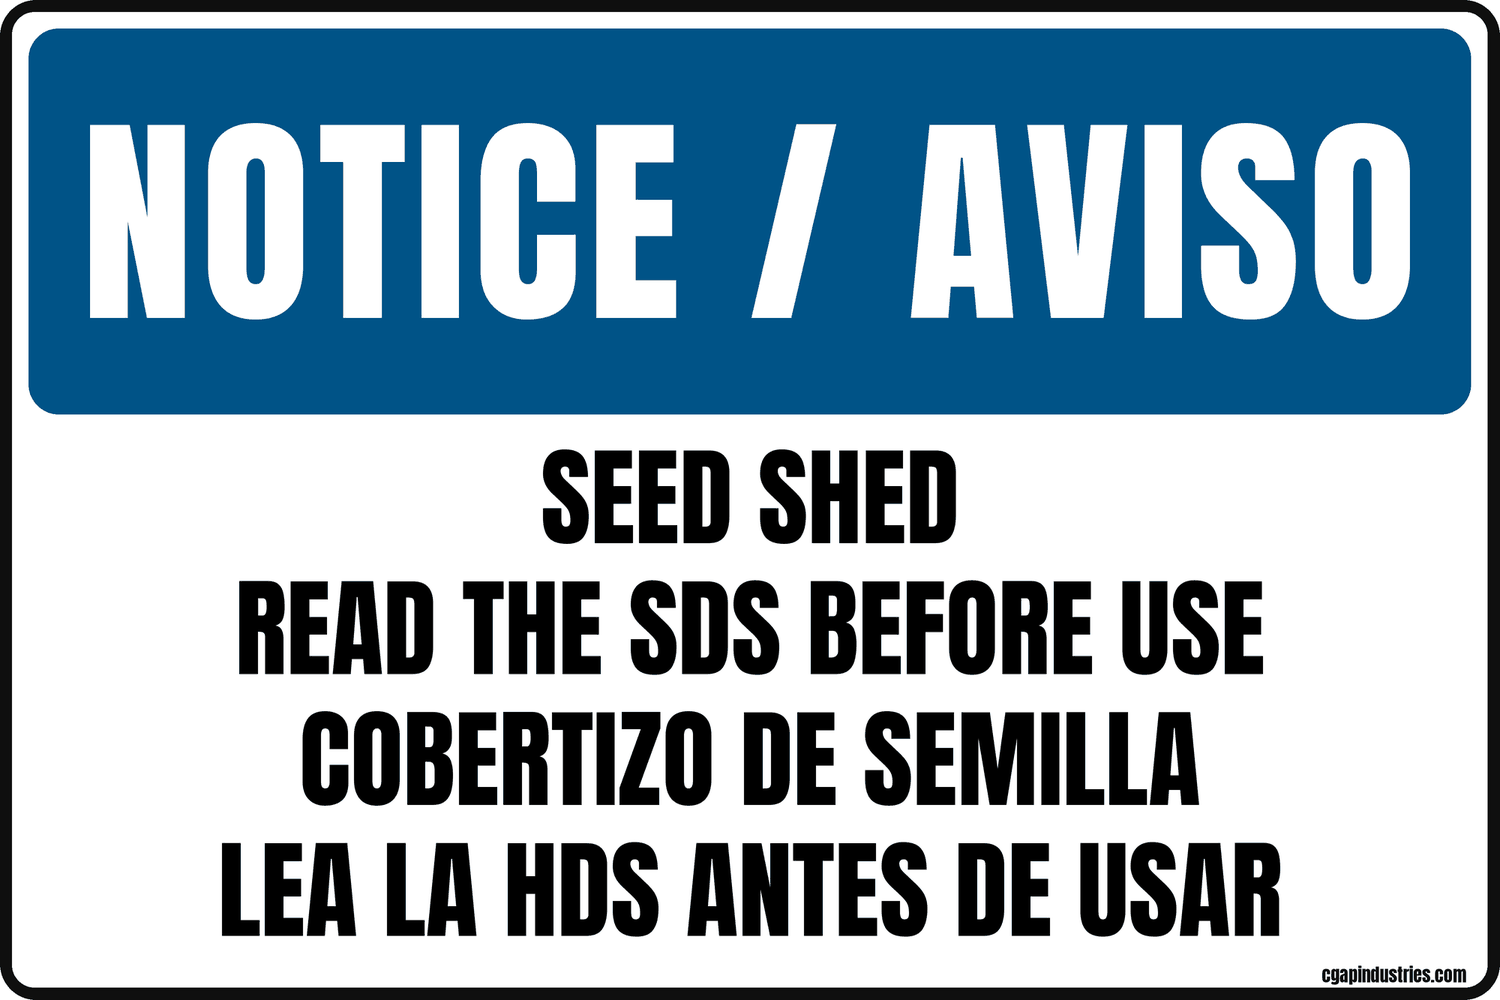 NOTICE / AVISO
SEED SHED
READ THE SDS BEFORE USE
COBERTIZO DE SEMILLA
LEA LA HDS ANTES DE USAR
cgapindustries.com